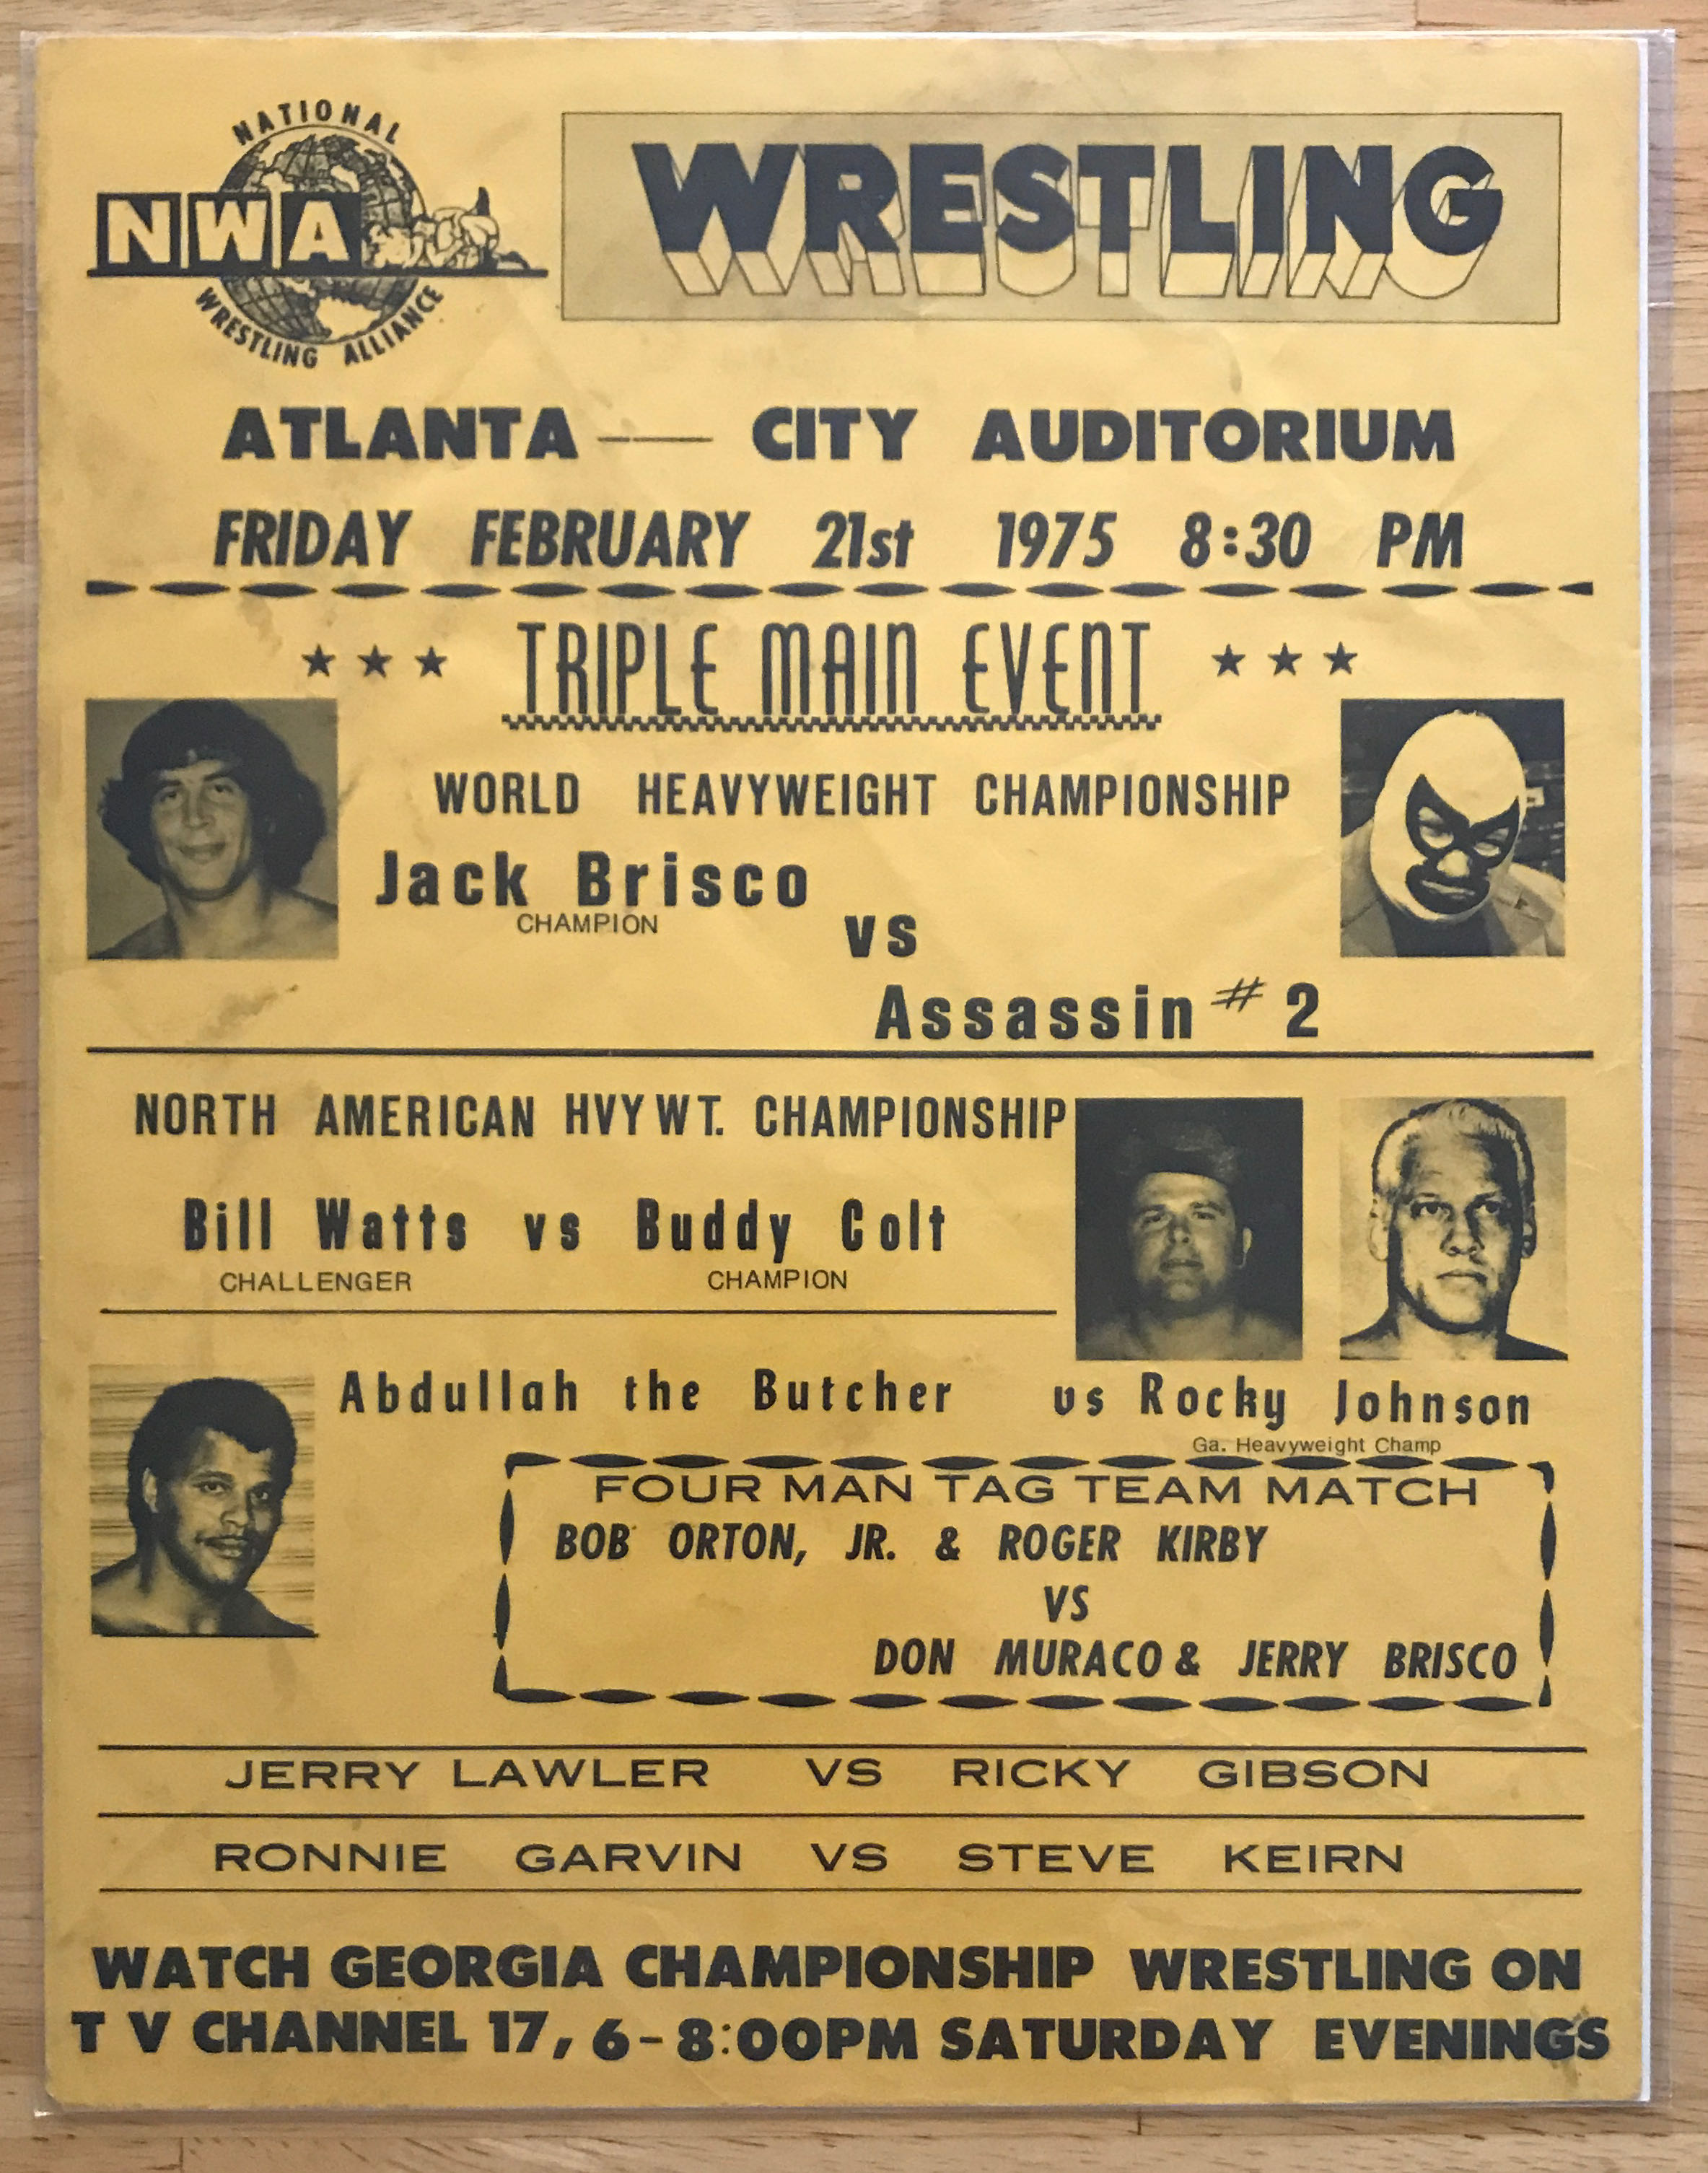 NATIONAL
NWA
WRESTLING ALLIANCE
WRESTLING
ATLANTA — CITY AUDITORIUM
FRIDAY FEBRUARY 21st 1975 8:30 PM
★ ★ ★ TRIPLE MAIN EVENT ★ ★ ★
WORLD HEAVYWEIGHT CHAMPIONSHIP
Jack Brisco
CHAMPION
vs
Assassin # 2
NORTH AMERICAN HVYWT. CHAMPIONSHIP
Bill Watts vs Buddy Colt
CHALLENGER CHAMPION
Abdullah the Butcher vs Rocky Johnson
Ga. Heavyweight Champ
FOUR MAN TAG TEAM MATCH
BOB ORTON, JR. & ROGER KIRBY
VS
DON MURACO & JERRY BRISCO
JERRY LAWLER VS RICKY GIBSON
RONNIE GARVIN VS STEVE KEIRN
WATCH GEORGIA CHAMPIONSHIP WRESTLING ON
T V CHANNEL 17, 6-8:00PM SATURDAY EVENINGS